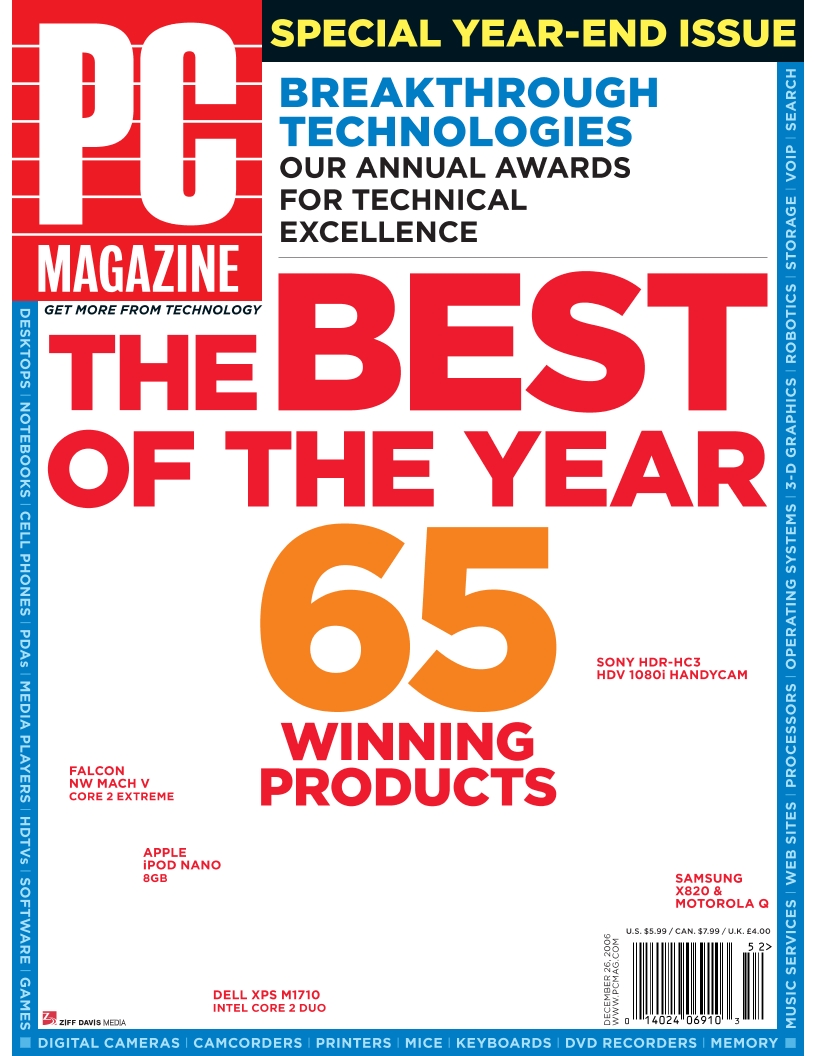 SPECIAL YEAR-END ISSUE
PC
MAGAZINE
GET MORE FROM TECHNOLOGY
BREAKTHROUGH
TECHNOLOGIES
OUR ANNUAL AWARDS
FOR TECHNICAL
EXCELLENCE
THE BEST
OF THE YEAR
65
WINNING
PRODUCTS
SONY HDR-HC3
HDV 1080i HANDYCAM
FALCON
NW MACH V
CORE 2 EXTREME
APPLE
iPOD NANO
8GB
SAMSUNG
X820 &
MOTOROLA Q
DELL XPS M1710
INTEL CORE 2 DUO
U.S. $5.99 / CAN. $7.99 / U.K. £4.00
DECEMBER 26, 2006
WWW.PCMAG.COM
5 2>
0 14024 06910 3
ZIFF DAVIS MEDIA
DESKTOPS | NOTEBOOKS | CELL PHONES | PDAs | MEDIA PLAYERS | HDTVs | SOFTWARE | GAMES
DIGITAL CAMERAS | CAMCORDERS | PRINTERS | MICE | KEYBOARDS | DVD RECORDERS | MEMORY
MUSIC SERVICES | WEB SITES | PROCESSORS | OPERATING SYSTEMS | 3-D GRAPHICS | ROBOTICS | STORAGE | VOIP | SEARCH